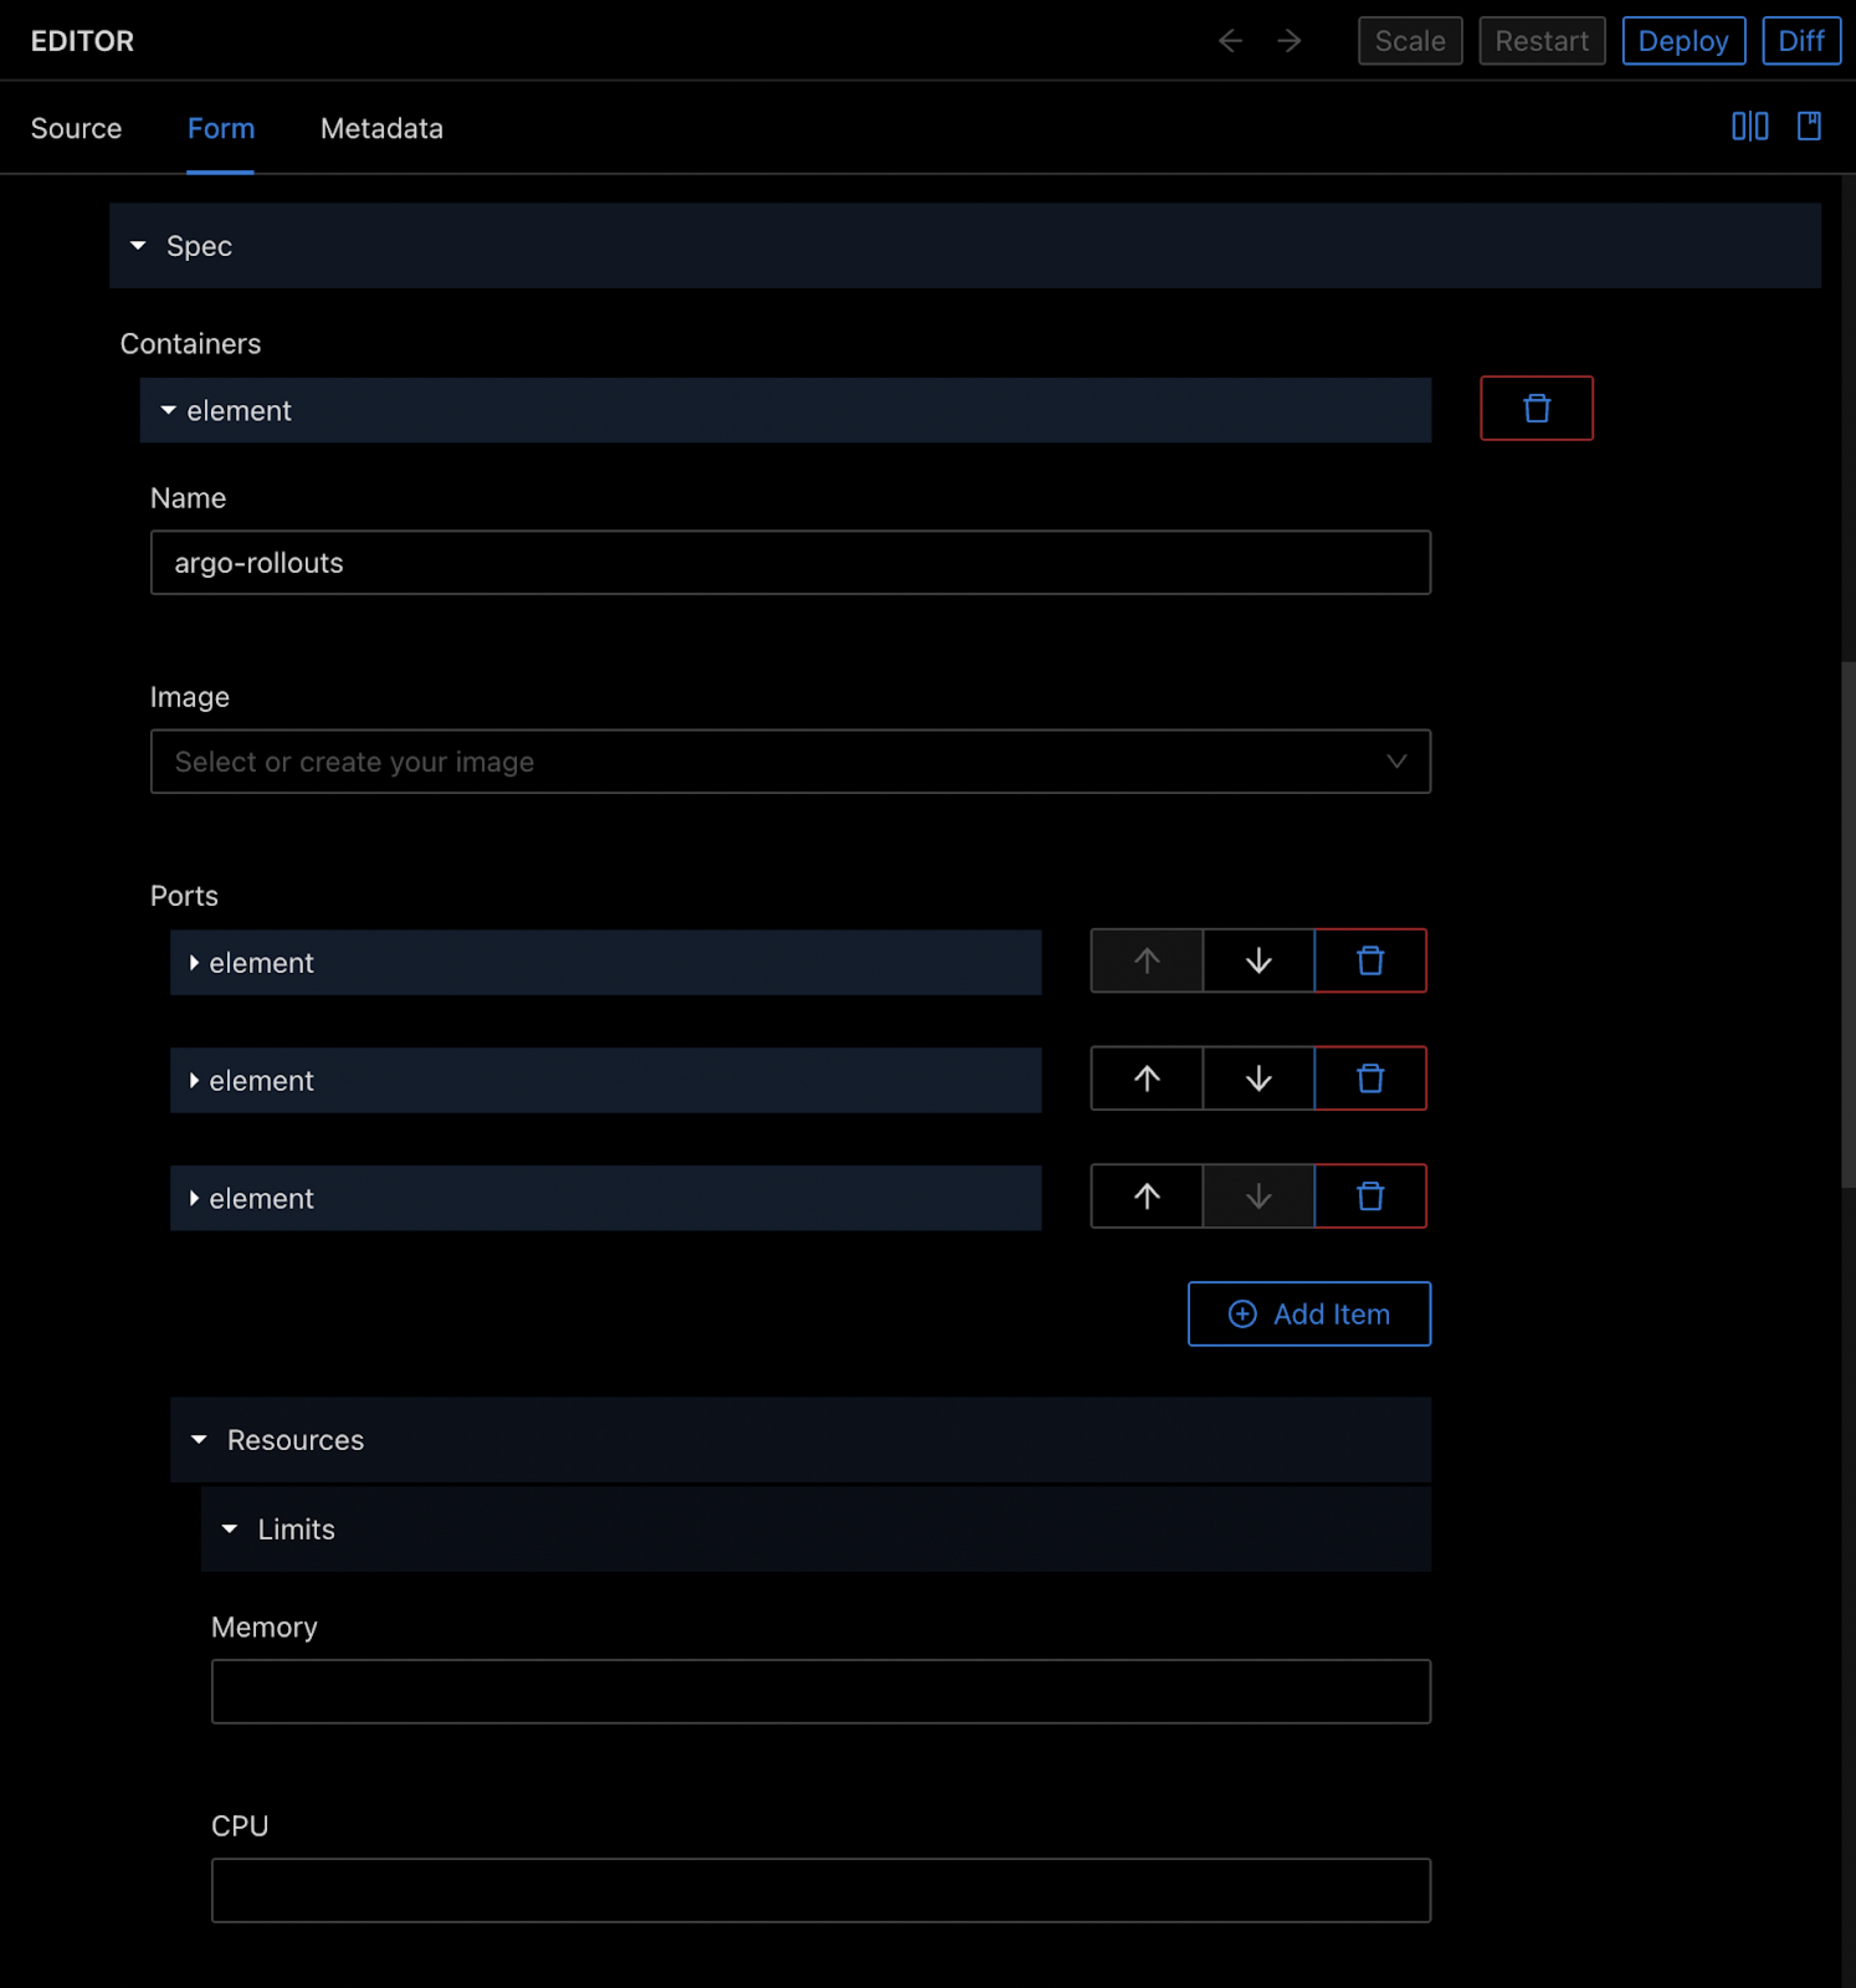 EDITOR
Scale
Restart
Deploy
Diff
Source
Form
Metadata
Spec
Containers
element
Name
argo-rollouts
Image
Select or create your image
Ports
element
element
element
Add Item
Resources
Limits
Memory
CPU